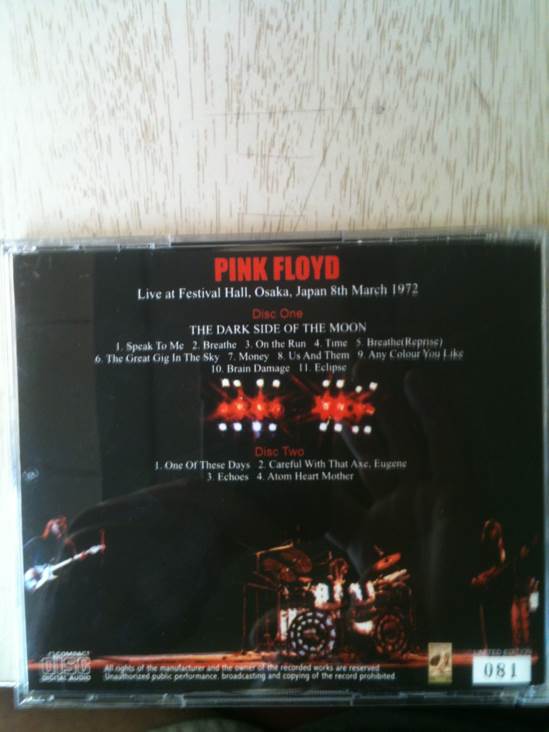 PINK FLOYD
Live at Festival Hall, Osaka, Japan 8th March 1972
Disc One
THE DARK SIDE OF THE MOON
1. Speak To Me 2. Breathe 3. On the Run 4. Time 5. Breathe(Reprise)
6. The Great Gig In The Sky 7. Money 8. Us And Them 9. Any Colour You Like
10. Brain Damage 11. Eclipse
Disc Two
1. One Of These Days 2. Careful With That Axe, Eugene
3. Echoes 4. Atom Heart Mother
COMPACT
disc
DIGITAL AUDIO
All rights of the manufacturer and the owner of the recorded works are reserved
Unauthorized public performance, broadcasting and copying of the record prohibited.
LIMITED EDITION
081